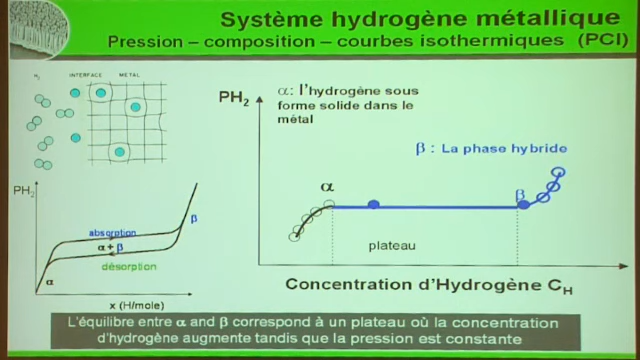 Système hydrogène métallique
Pression – composition – courbes isothermiques (PCI)
H₂ INTERFACE METAL
PH₂
absorption
β
α + β
désorption
α
x (H/mole)
PH₂
α: l'hydrogène sous
forme solide dans le
métal
β : La phase hybride
α
β
plateau
Concentration d'Hydrogène C_H
L'équilibre entre α and β correspond à un plateau où la concentration
d'hydrogène augmente tandis que la pression est constante